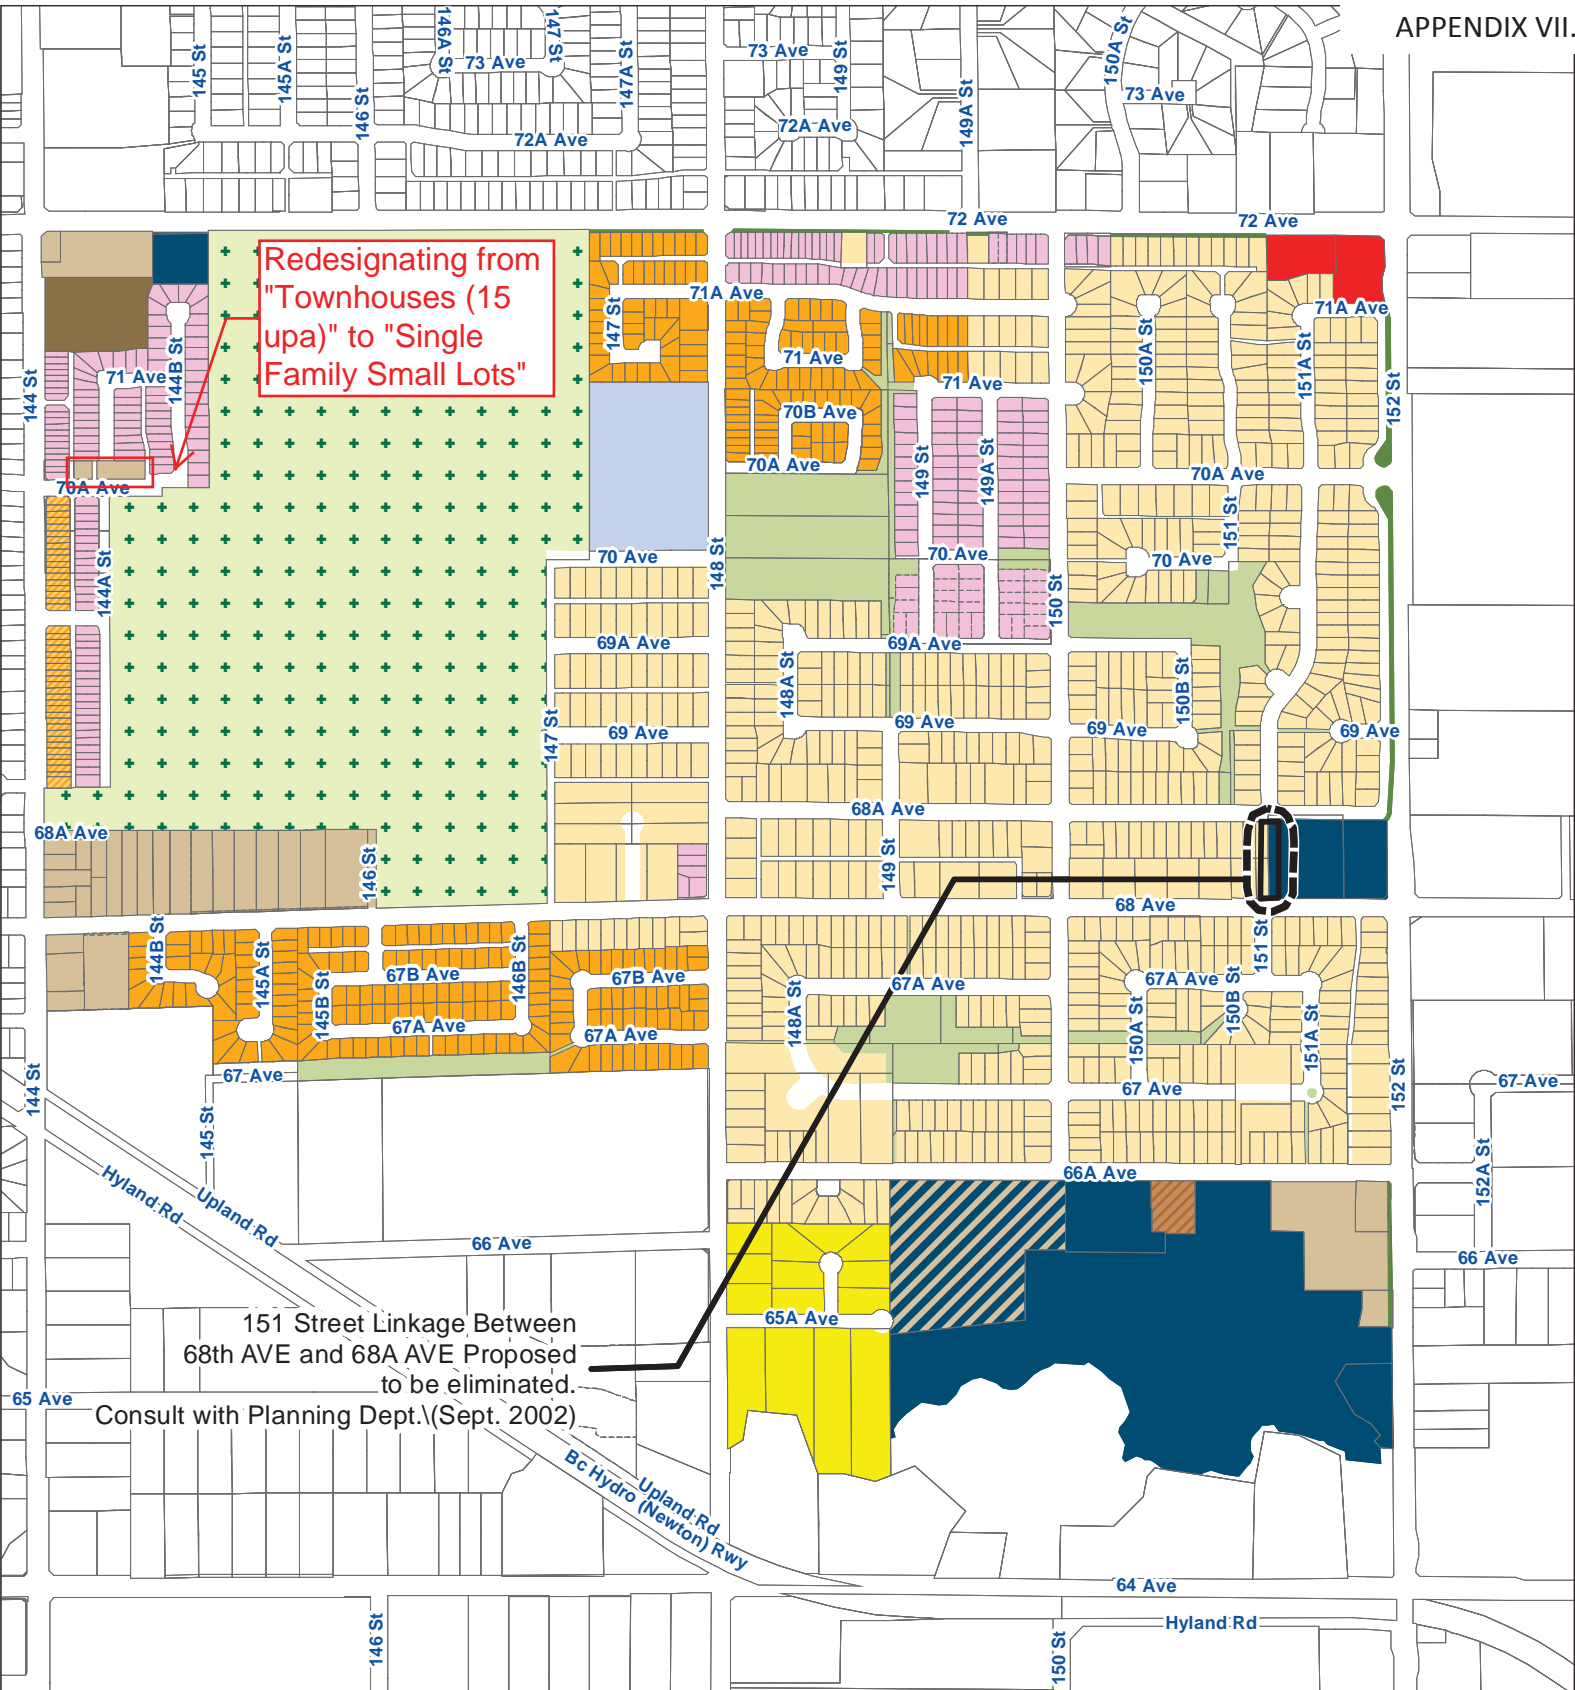 APPENDIX VII.
145 St
145A St
146 St
146A St
147 St
147A St
73 Ave
72A Ave
73 Ave
149 St
72A Ave
149A St
150A St
73 Ave
72 Ave
72 Ave
Redesignating from
"Townhouses (15
upa)" to "Single
Family Small Lots"
71A Ave
71A Ave
147 St
144 St
71 Ave
144B St
71 Ave
71 Ave
150A St
151A St
152 St
70B Ave
70A Ave
70A Ave
70A Ave
149 St
149A St
151 St
144A St
70 Ave
148 St
70 Ave
70 Ave
150 St
69A Ave
69A Ave
148A St
150B St
147 St
69 Ave
69 Ave
69 Ave
69 Ave
68A Ave
68A Ave
146 St
149 St
68 Ave
144B St
145A St
145B St
67B Ave
146B St
67B Ave
67A Ave
67A Ave
148A St
67A Ave
67A Ave
150A St
150B St
151 St
151A St
67 Ave
67 Ave
67 Ave
144 St
145 St
152 St
152A St
66A Ave
Hyland Rd
Upland Rd
66 Ave
66 Ave
65A Ave
151 Street Linkage Between
68th AVE and 68A AVE Proposed
to be eliminated.
Consult with Planning Dept.\(Sept. 2002)
65 Ave
Upland Rd
Bc Hydro (Newton) Rwy
64 Ave
Hyland Rd
146 St
150 St